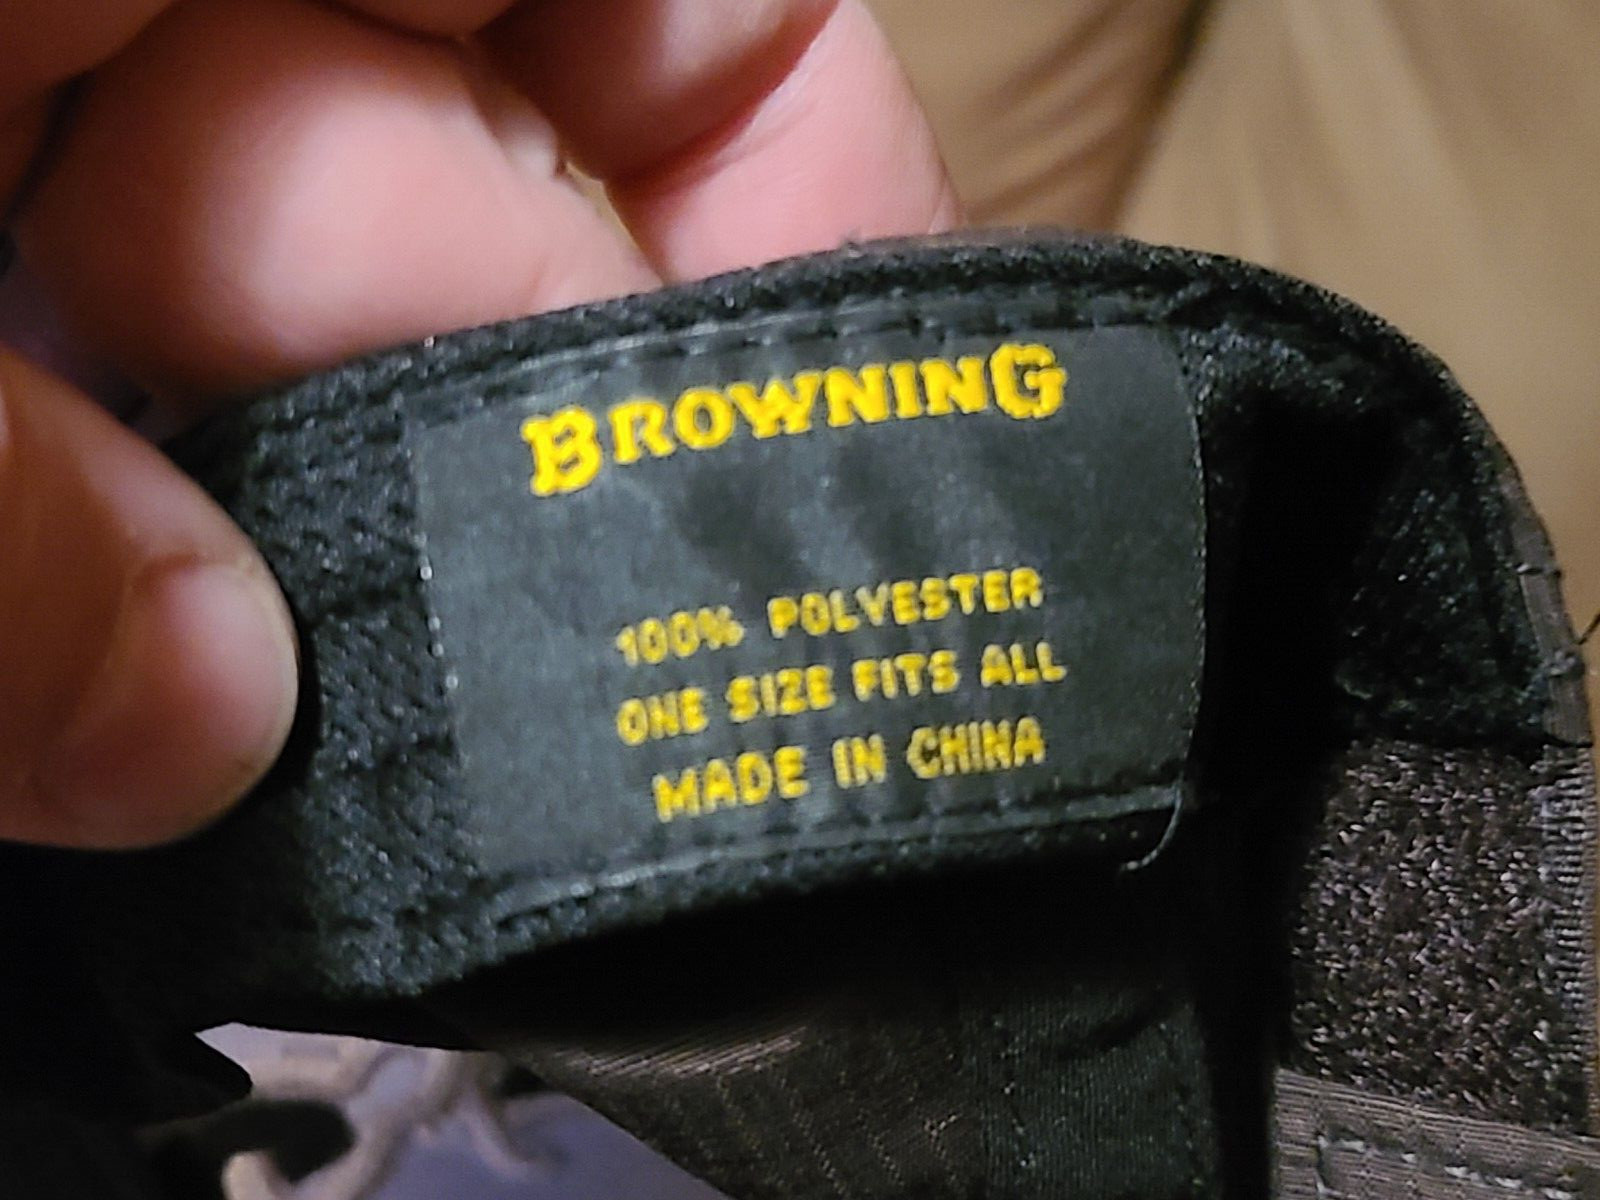 BROWNING
100% POLYESTER
ONE SIZE FITS ALL
MADE IN CHINA